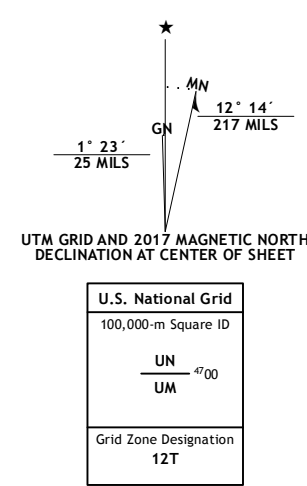 ★
MN
GN
12° 14´
217 MILS
1° 23´
25 MILS
UTM GRID AND 2017 MAGNETIC NORTH
DECLINATION AT CENTER OF SHEET
U.S. National Grid
100,000-m Square ID
UN
4700
UM
Grid Zone Designation
12T